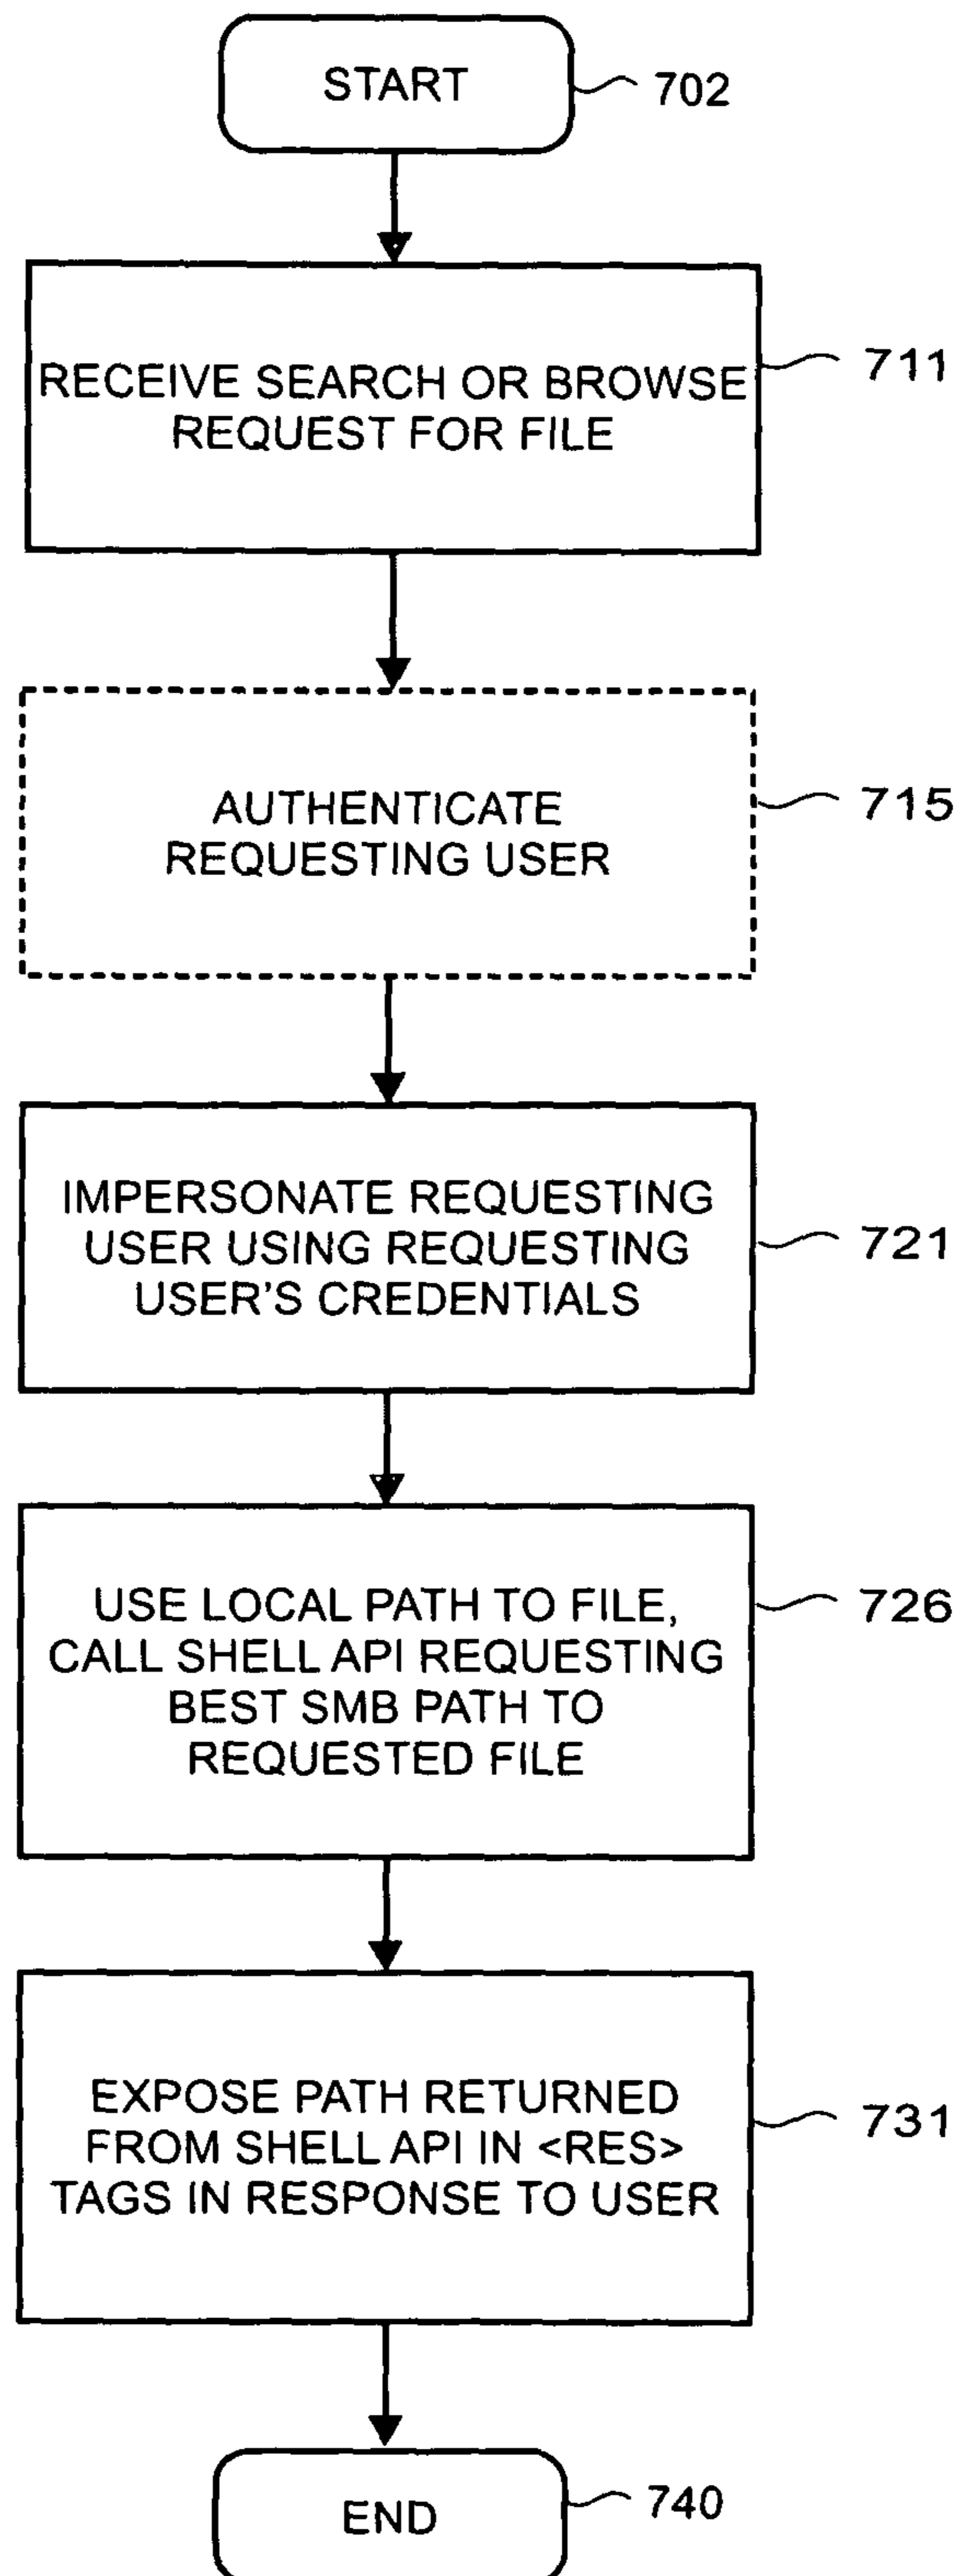 START
702
RECEIVE SEARCH OR BROWSE
REQUEST FOR FILE
711
AUTHENTICATE
REQUESTING USER
715
IMPERSONATE REQUESTING
USER USING REQUESTING
USER'S CREDENTIALS
721
USE LOCAL PATH TO FILE,
CALL SHELL API REQUESTING
BEST SMB PATH TO
REQUESTED FILE
726
EXPOSE PATH RETURNED
FROM SHELL API IN <RES>
TAGS IN RESPONSE TO USER
731
END
740